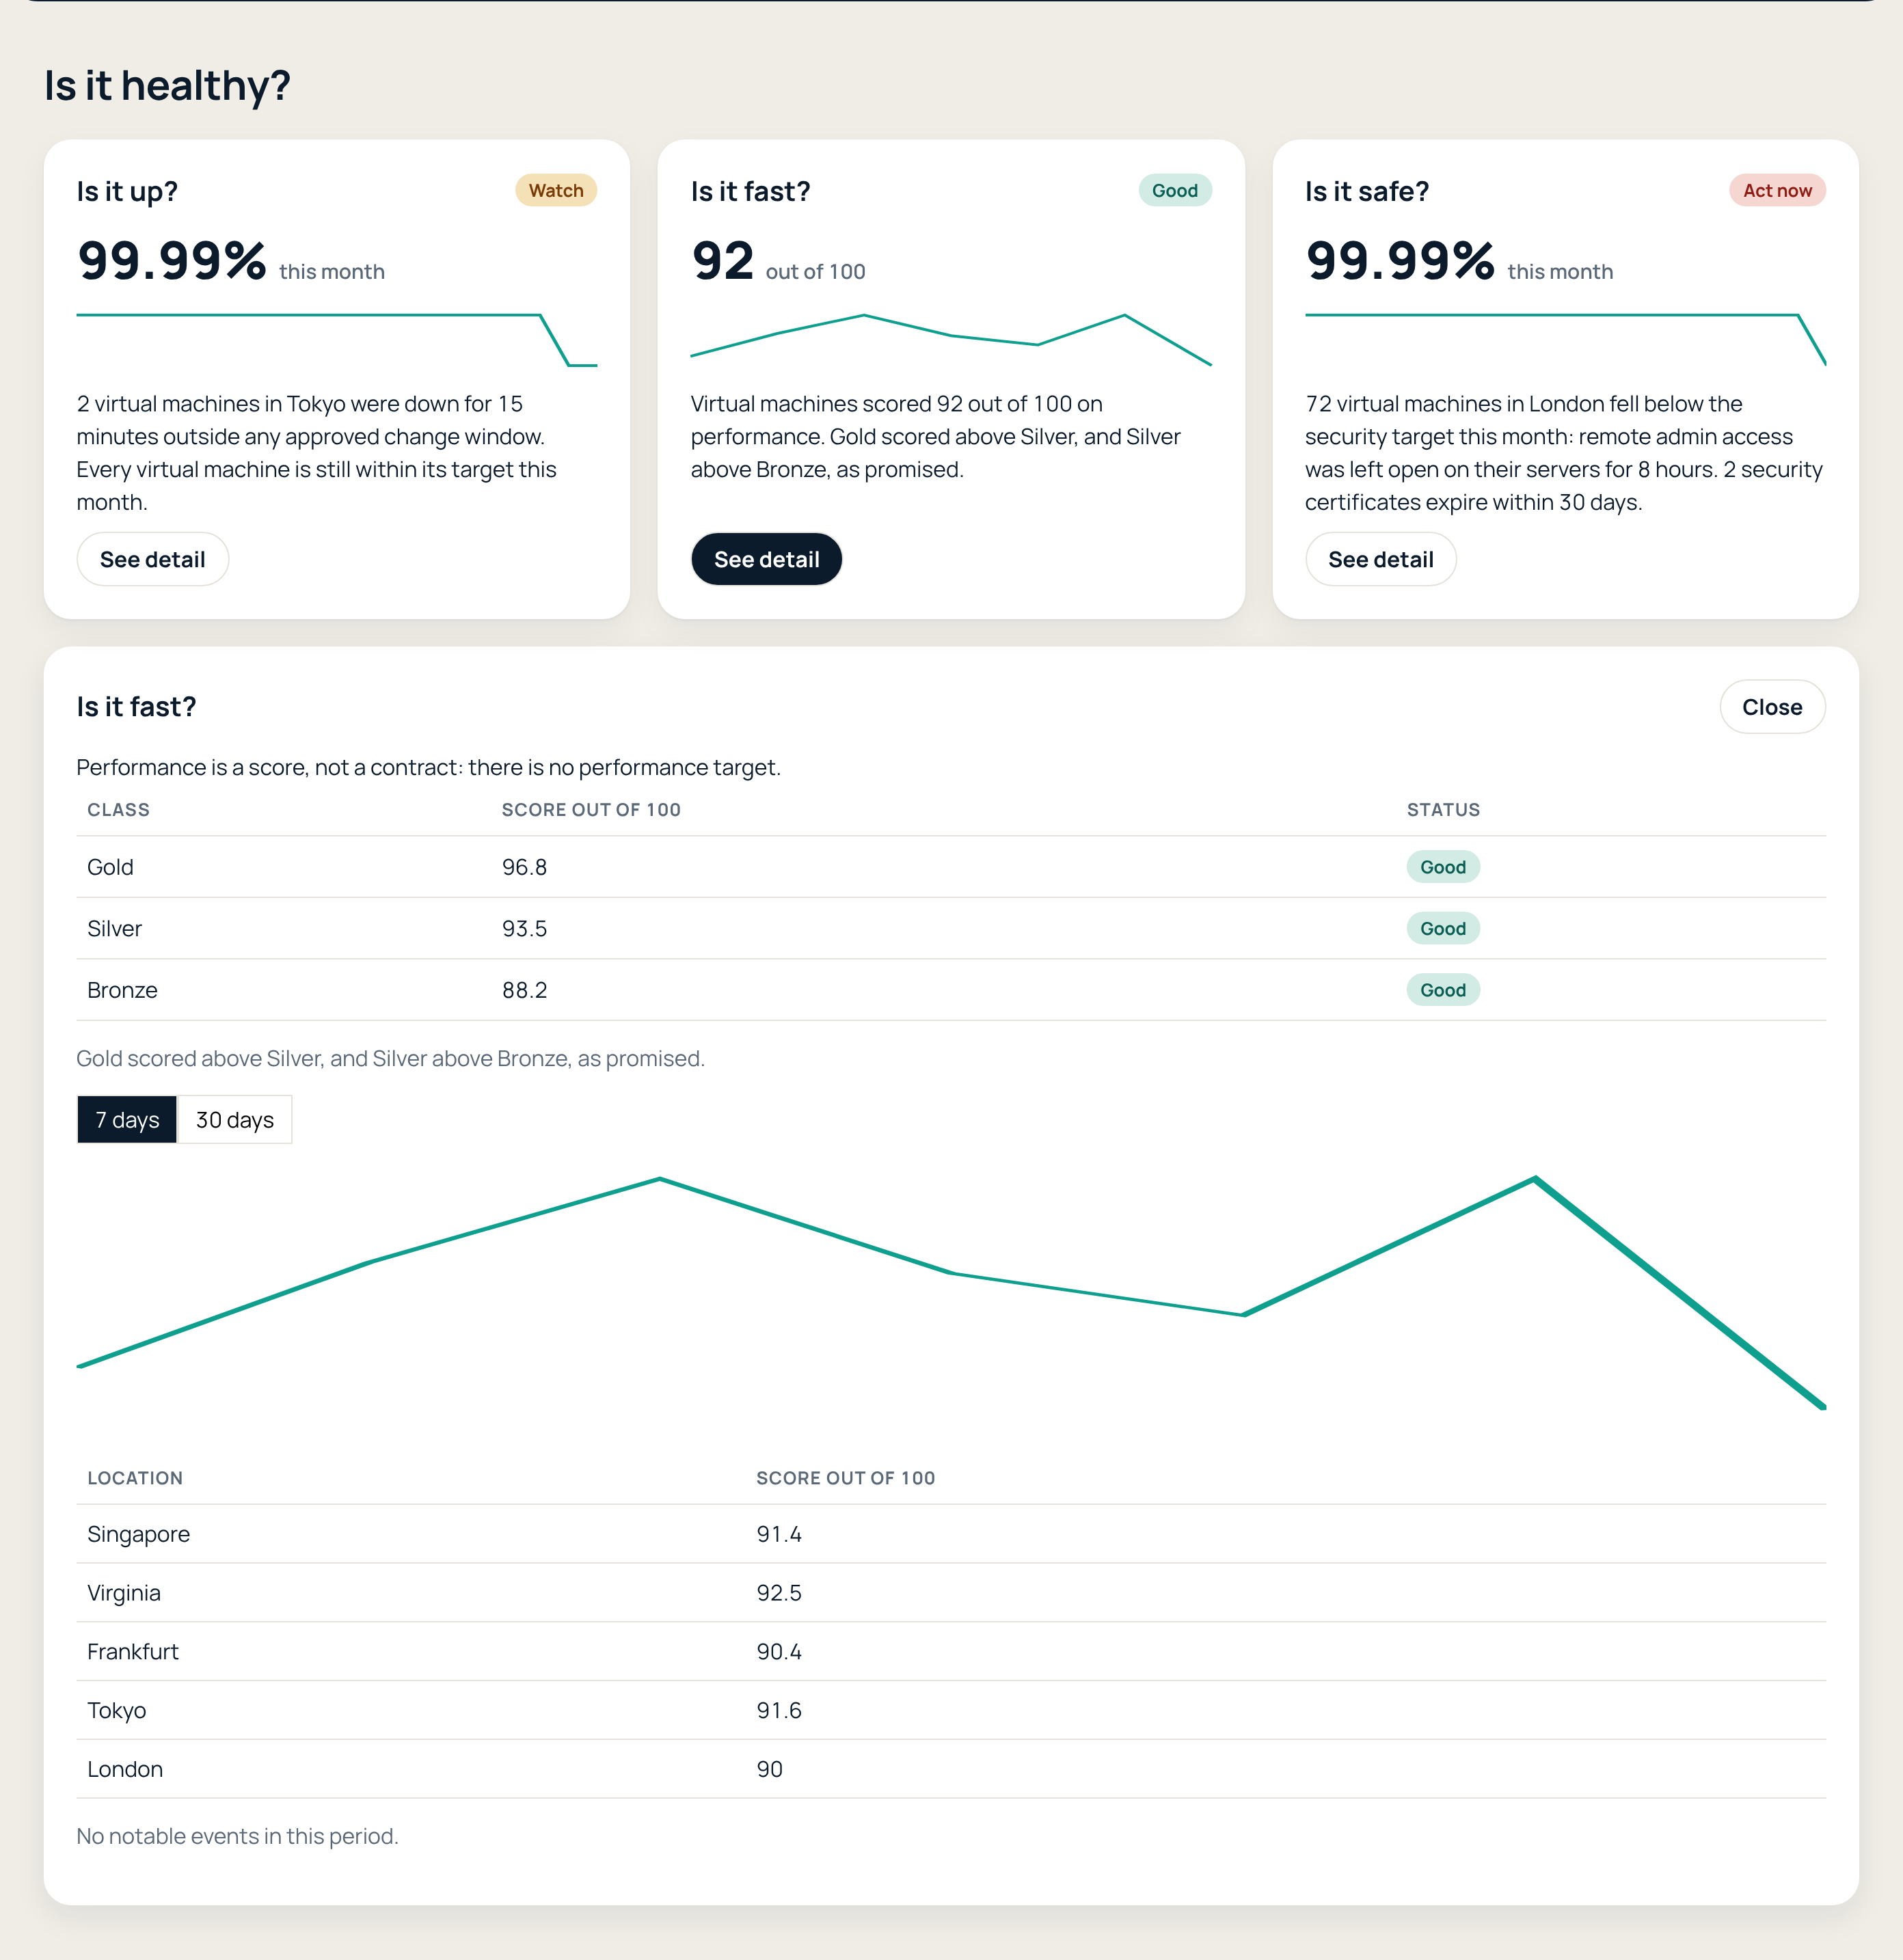 Is it healthy?
Is it up?
Watch
99.99% this month
2 virtual machines in Tokyo were down for 15
minutes outside any approved change window.
Every virtual machine is still within its target this
month.
See detail
Is it fast?
Good
92 out of 100
Virtual machines scored 92 out of 100 on
performance. Gold scored above Silver, and Silver
above Bronze, as promised.
See detail
Is it safe?
Act now
99.99% this month
72 virtual machines in London fell below the
security target this month: remote admin access
was left open on their servers for 8 hours. 2 security
certificates expire within 30 days.
See detail
Is it fast?
Close
Performance is a score, not a contract: there is no performance target.
CLASS SCORE OUT OF 100 STATUS
Gold 96.8 Good
Silver 93.5 Good
Bronze 88.2 Good
Gold scored above Silver, and Silver above Bronze, as promised.
7 days 30 days
LOCATION SCORE OUT OF 100
Singapore 91.4
Virginia 92.5
Frankfurt 90.4
Tokyo 91.6
London 90
No notable events in this period.